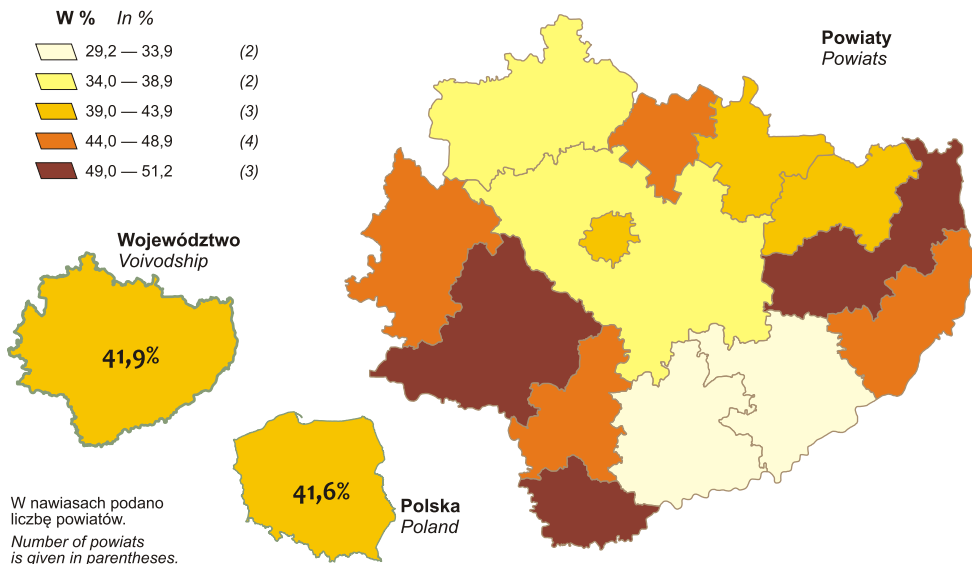 W % In %
29,2 — 33,9 (2)
34,0 — 38,9 (2)
39,0 — 43,9 (3)
44,0 — 48,9 (4)
49,0 — 51,2 (3)
Powiaty
Powiats
Województwo
Voivodship
41,9%
41,6%
Polska
Poland
W nawiasach podano
liczbę powiatów.
Number of powiats
is given in parentheses.